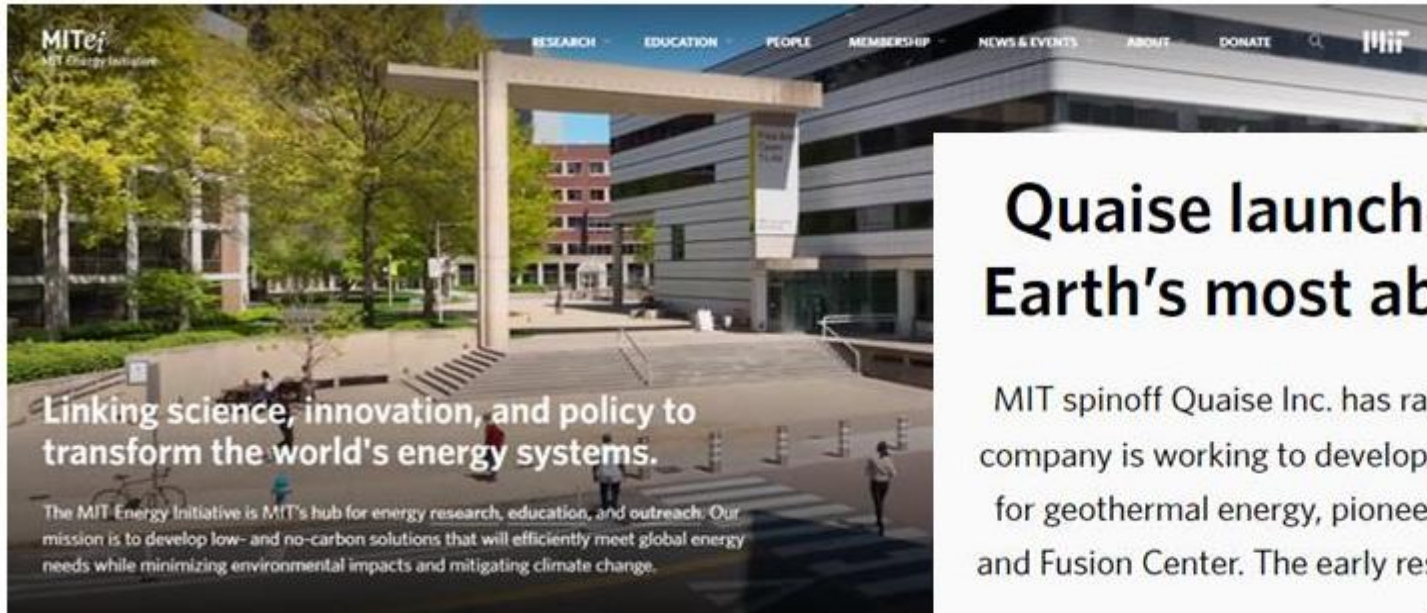 MITei
MIT Energy Initiative
RESEARCH EDUCATION PEOPLE MEMBERSHIP NEWS & EVENTS ABOUT DONATE
MIT
Linking science, innovation, and policy to
transform the world's energy systems.
The MIT Energy Initiative is MIT's hub for energy research, education, and outreach. Our
mission is to develop low- and no-carbon solutions that will efficiently meet global energy
needs while minimizing environmental impacts and mitigating climate change.
Quaise launch
Earth's most ab
MIT spinoff Quaise Inc. has ra
company is working to develop
for geothermal energy, pionee
and Fusion Center. The early res